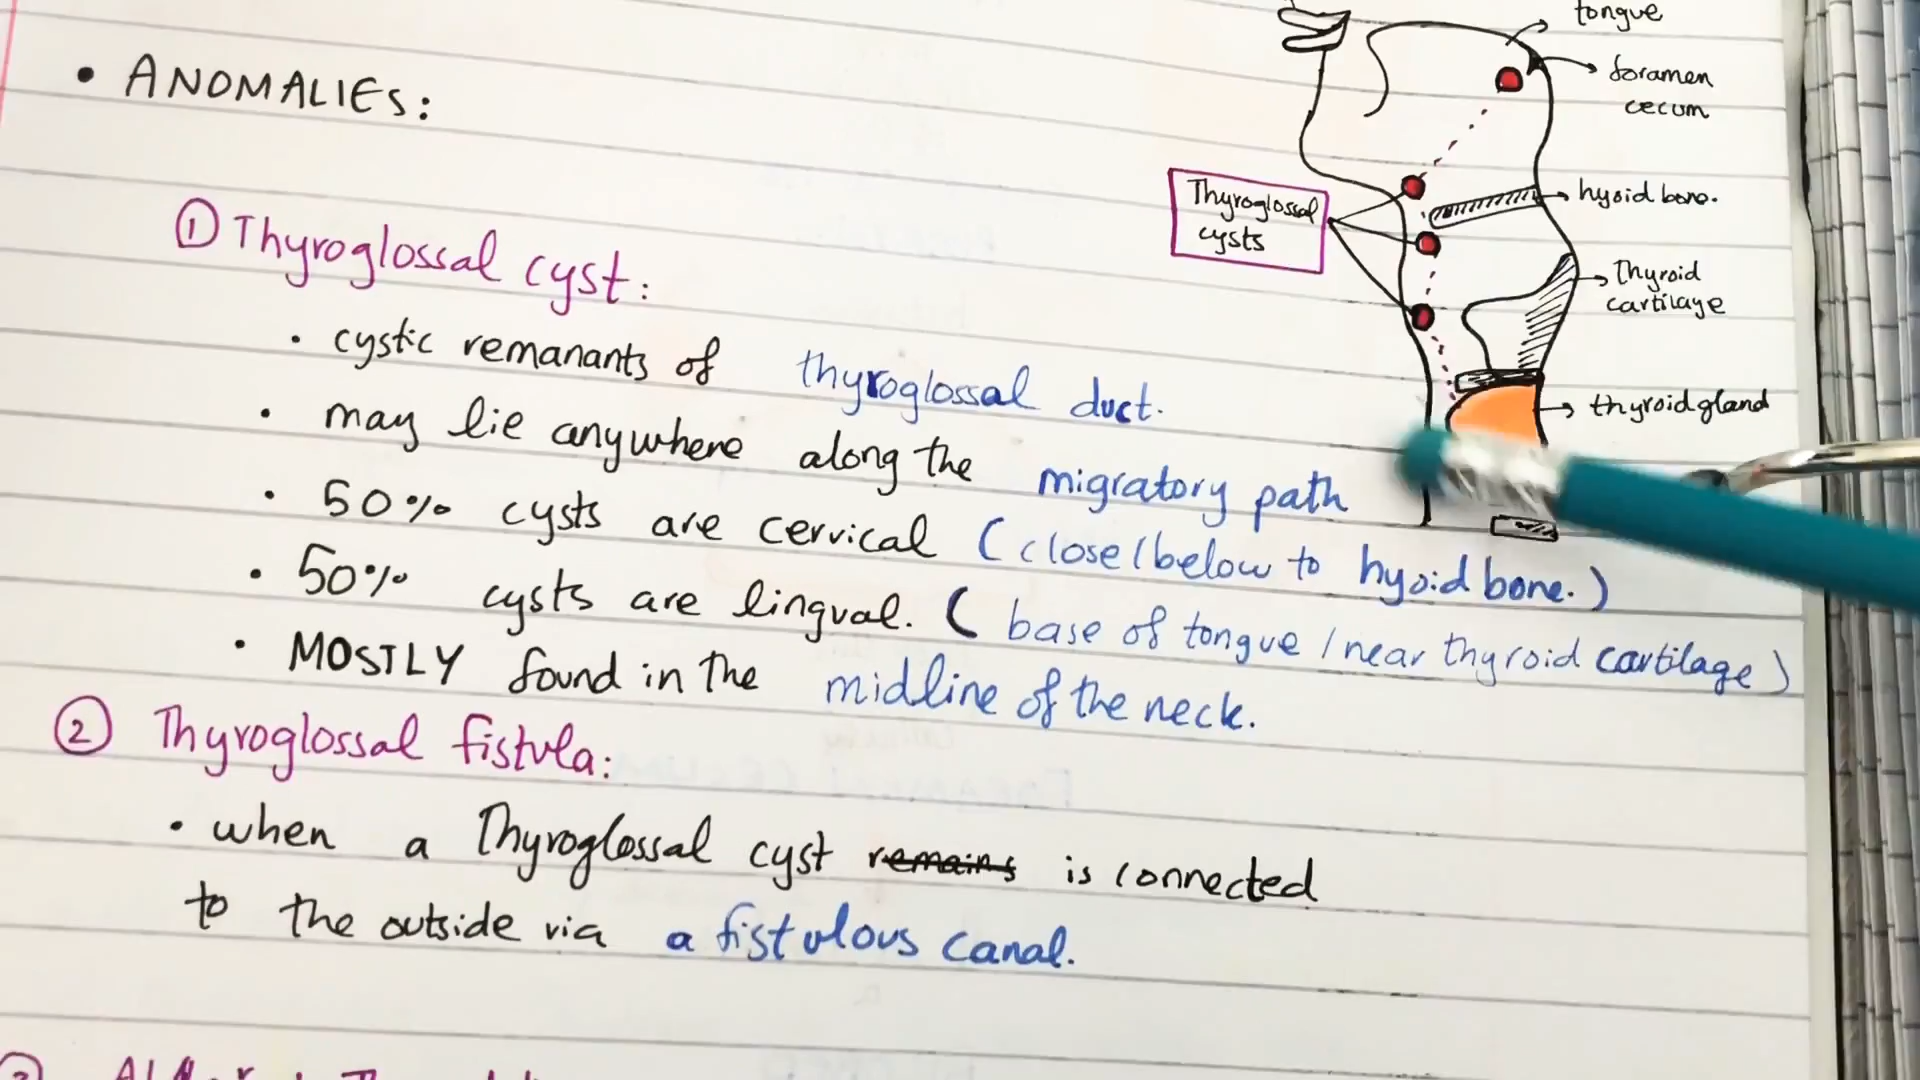 • ANOMALIES:
① Thyroglossal cyst:
• cystic remanants of thyroglossal duct.
• may lie anywhere along the migratory path
• 50% cysts are cervical (close/below to hyoid bone.)
• 50% cysts are lingual. (base of tongue / near thyroid cartilage)
• MOSTLY found in the midline of the neck.
② Thyroglossal fistula:
• when a Thyroglossal cyst remains is connected
to the outside via a fistulous canal.
tongue
foramen
cecum
hyoid bone.
Thyroglossal
cysts
Thyroid
cartilage
thyroid gland